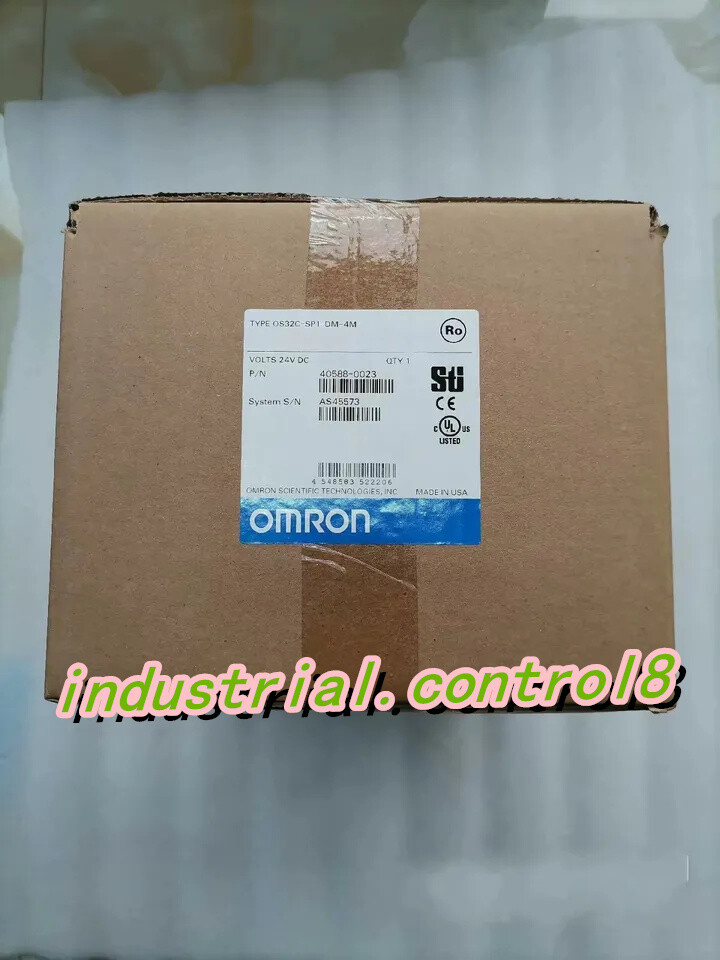 TYPE OS32C-SP1 DM-4M
Ro
VOLTS 24V DC QTY 1
P/N 40588-0023
Sti
System S/N AS45573
CE
C UL US
LISTED
4 548583 522206
OMRON SCIENTIFIC TECHNOLOGIES, INC MADE IN USA
OMRON
industrial.control8